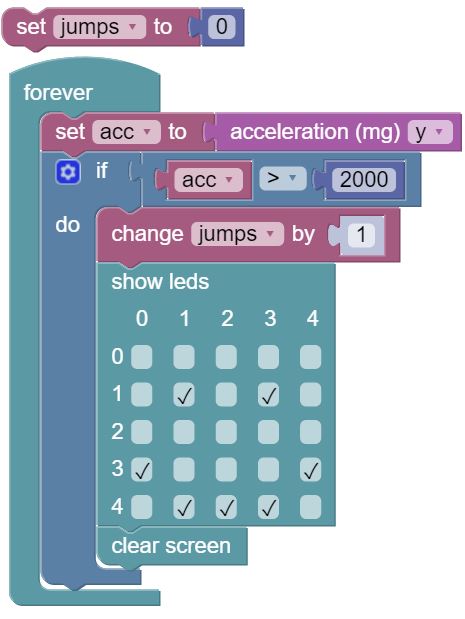 set jumps to 0
forever
set acc to acceleration (mg) y
if acc > 2000
do
change jumps by 1
show leds
0 1 2 3 4
0
1 ✓ ✓
2
3 ✓ ✓
4 ✓ ✓ ✓
clear screen